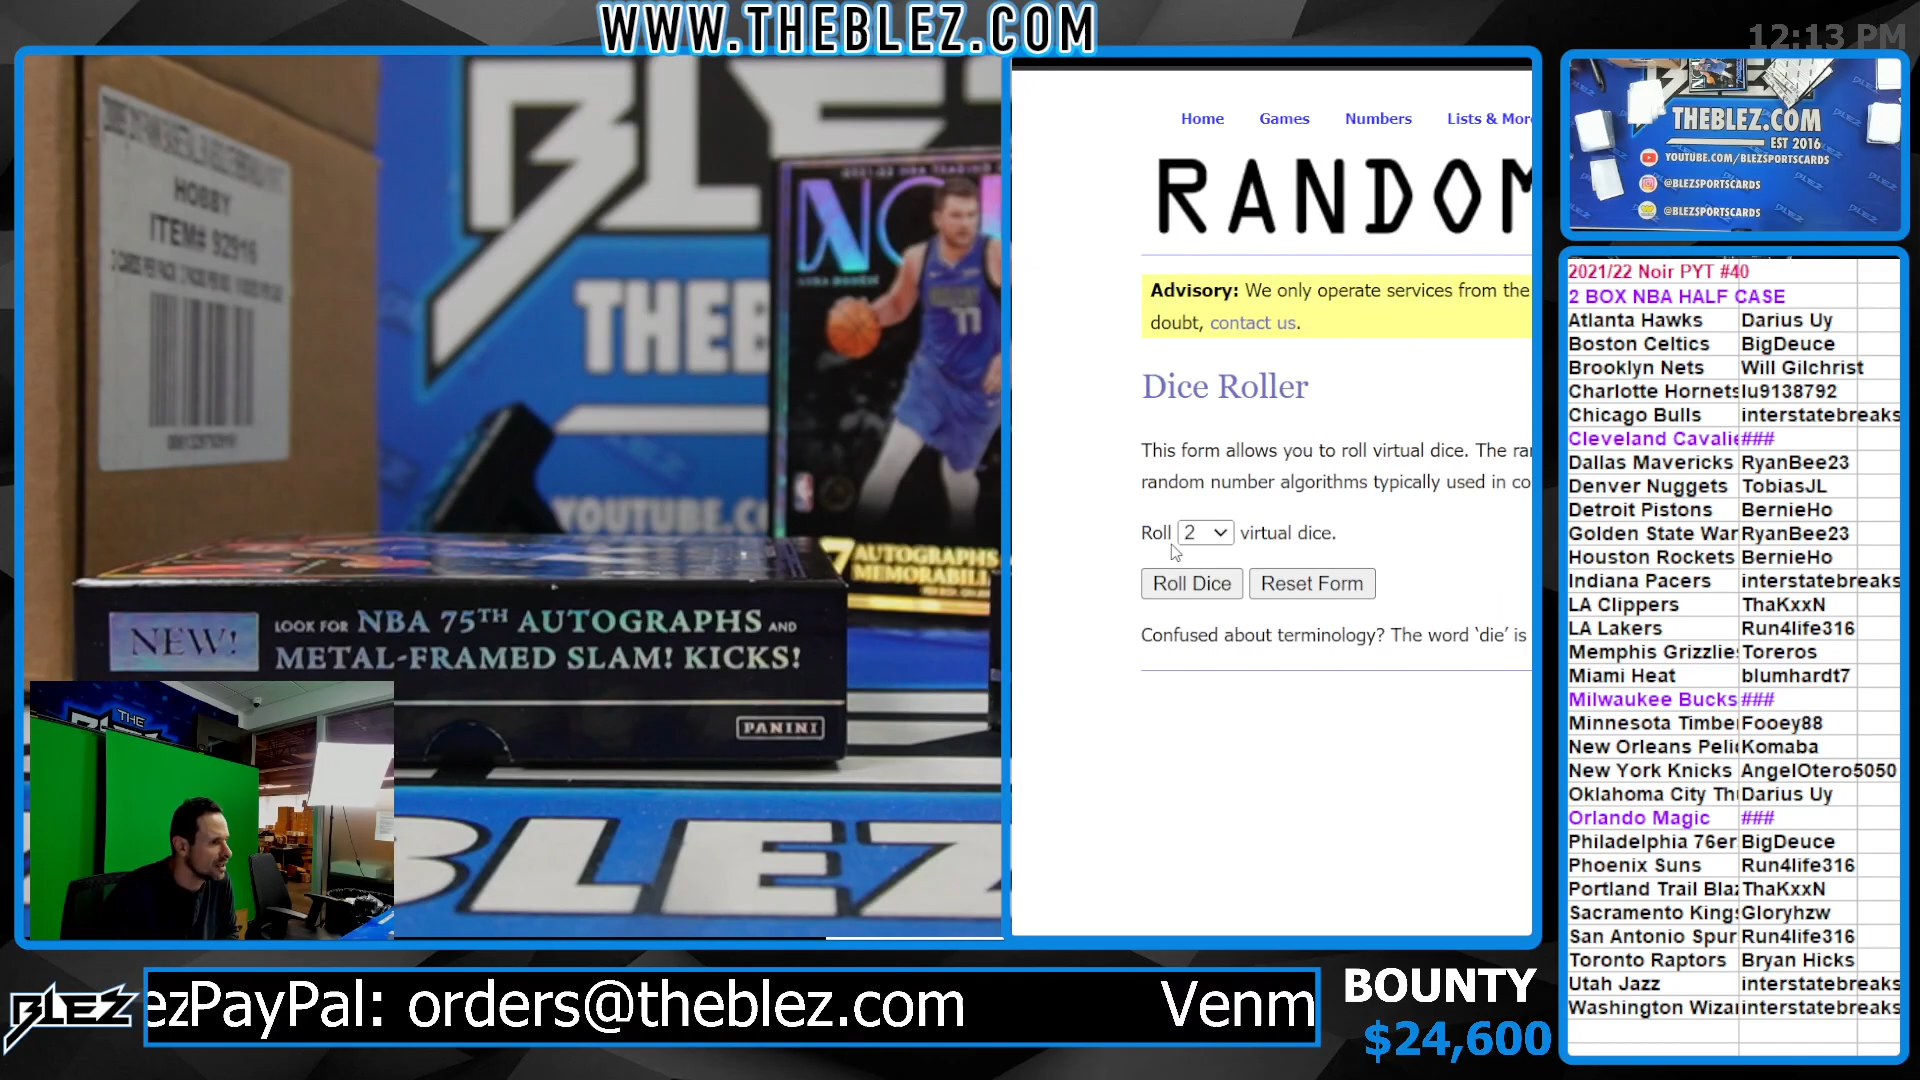 WWW.THEBLEZ.COM
12:13 PM
HOBBY
ITEM# 92916
THEB
YOUTUBE.C
AUTOGRAPHS
MEMORABILI
77
NEW!
LOOK FOR NBA 75TH AUTOGRAPHS AND
METAL-FRAMED SLAM! KICKS!
PANINI
THE
BLEZ
Home Games Numbers Lists & Mor
RANDOM
Advisory: We only operate services from the
doubt, contact us.
Dice Roller
This form allows you to roll virtual dice. The ra
random number algorithms typically used in co
Roll 2 virtual dice.
Roll Dice Reset Form
Confused about terminology? The word ‘die’ is
THEBLEZ.COM
EST 2016
YOUTUBE.COM/BLEZSPORTSCARDS
@BLEZSPORTSCARDS
@BLEZSPORTSCARDS
2021/22 Noir PYT #40
2 BOX NBA HALF CASE
Atlanta Hawks Darius Uy
Boston Celtics BigDeuce
Brooklyn Nets Will Gilchrist
Charlotte Hornets lu9138792
Chicago Bulls interstatebreaks
Cleveland Cavalie ###
Dallas Mavericks RyanBee23
Denver Nuggets TobiasJL
Detroit Pistons BernieHo
Golden State War RyanBee23
Houston Rockets BernieHo
Indiana Pacers interstatebreaks
LA Clippers ThaKxxN
LA Lakers Run4life316
Memphis Grizzlie Toreros
Miami Heat blumhardt7
Milwaukee Bucks ###
Minnesota Timbe Fooey88
New Orleans Peli Komaba
New York Knicks AngelOtero5050
Oklahoma City Th Darius Uy
Orlando Magic ###
Philadelphia 76er BigDeuce
Phoenix Suns Run4life316
Portland Trail Bla ThaKxxN
Sacramento King Gloryhzw
San Antonio Spur Run4life316
Toronto Raptors Bryan Hicks
Utah Jazz interstatebreaks
Washington Wiza interstatebreaks
BLEZ
ezPayPal: orders@theblez.com Venm
BOUNTY
$24,600